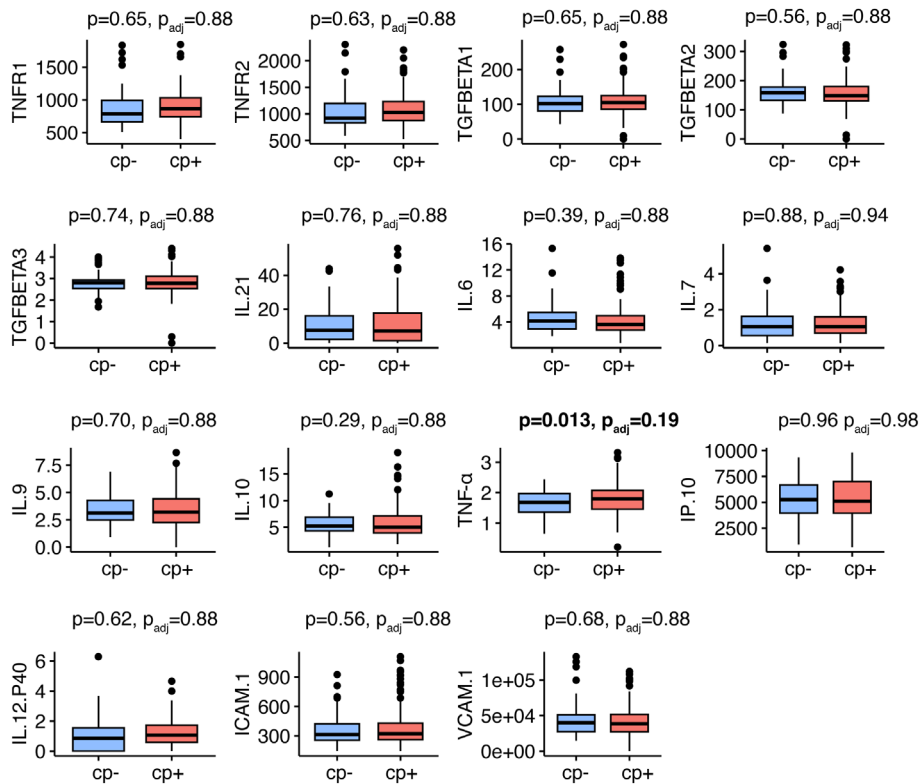 p=0.65, padj=0.88
TNFR1
1500
1000
500
cp- cp+
p=0.63, padj=0.88
TNFR2
2500
2000
1500
1000
500
cp- cp+
p=0.65, padj=0.88
TGFBETA1
200
100
0
cp- cp+
p=0.56, padj=0.88
TGFBETA2
300
200
100
0
cp- cp+
p=0.74, padj=0.88
TGFBETA3
4
3
2
1
0
cp- cp+
p=0.76, padj=0.88
IL.21
40
20
0
cp- cp+
p=0.39, padj=0.88
IL.6
16
12
8
4
cp- cp+
p=0.88, padj=0.94
IL.7
4
2
0
cp- cp+
p=0.70, padj=0.88
IL.9
7.5
5.0
2.5
0.0
cp- cp+
p=0.29, padj=0.88
IL.10
15
10
5
cp- cp+
p=0.013, padj=0.19
TNF-α
3
2
1
cp- cp+
p=0.96 padj=0.98
IP.10
10000
7500
5000
2500
cp- cp+
p=0.62, padj=0.88
IL.12.P40
6
4
2
0
cp- cp+
p=0.56, padj=0.88
ICAM.1
900
600
300
cp- cp+
p=0.68, padj=0.88
VCAM.1
1e+05
5e+04
0e+00
cp- cp+